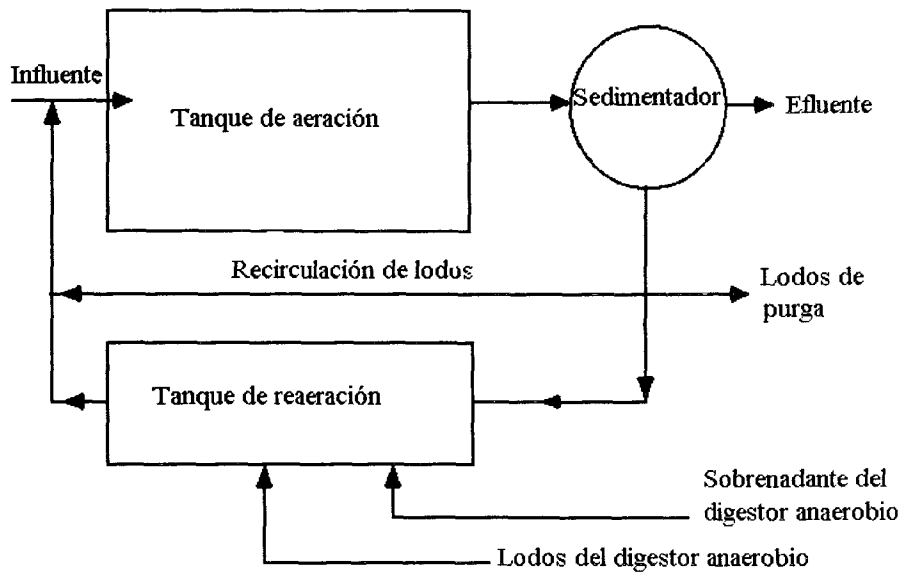 Influente
Tanque de aeración
Sedimentador
Efluente
Recirculación de lodos
Lodos de
purga
Tanque de reaeración
Sobrenadante del
digestor anaerobio
Lodos del digestor anaerobio